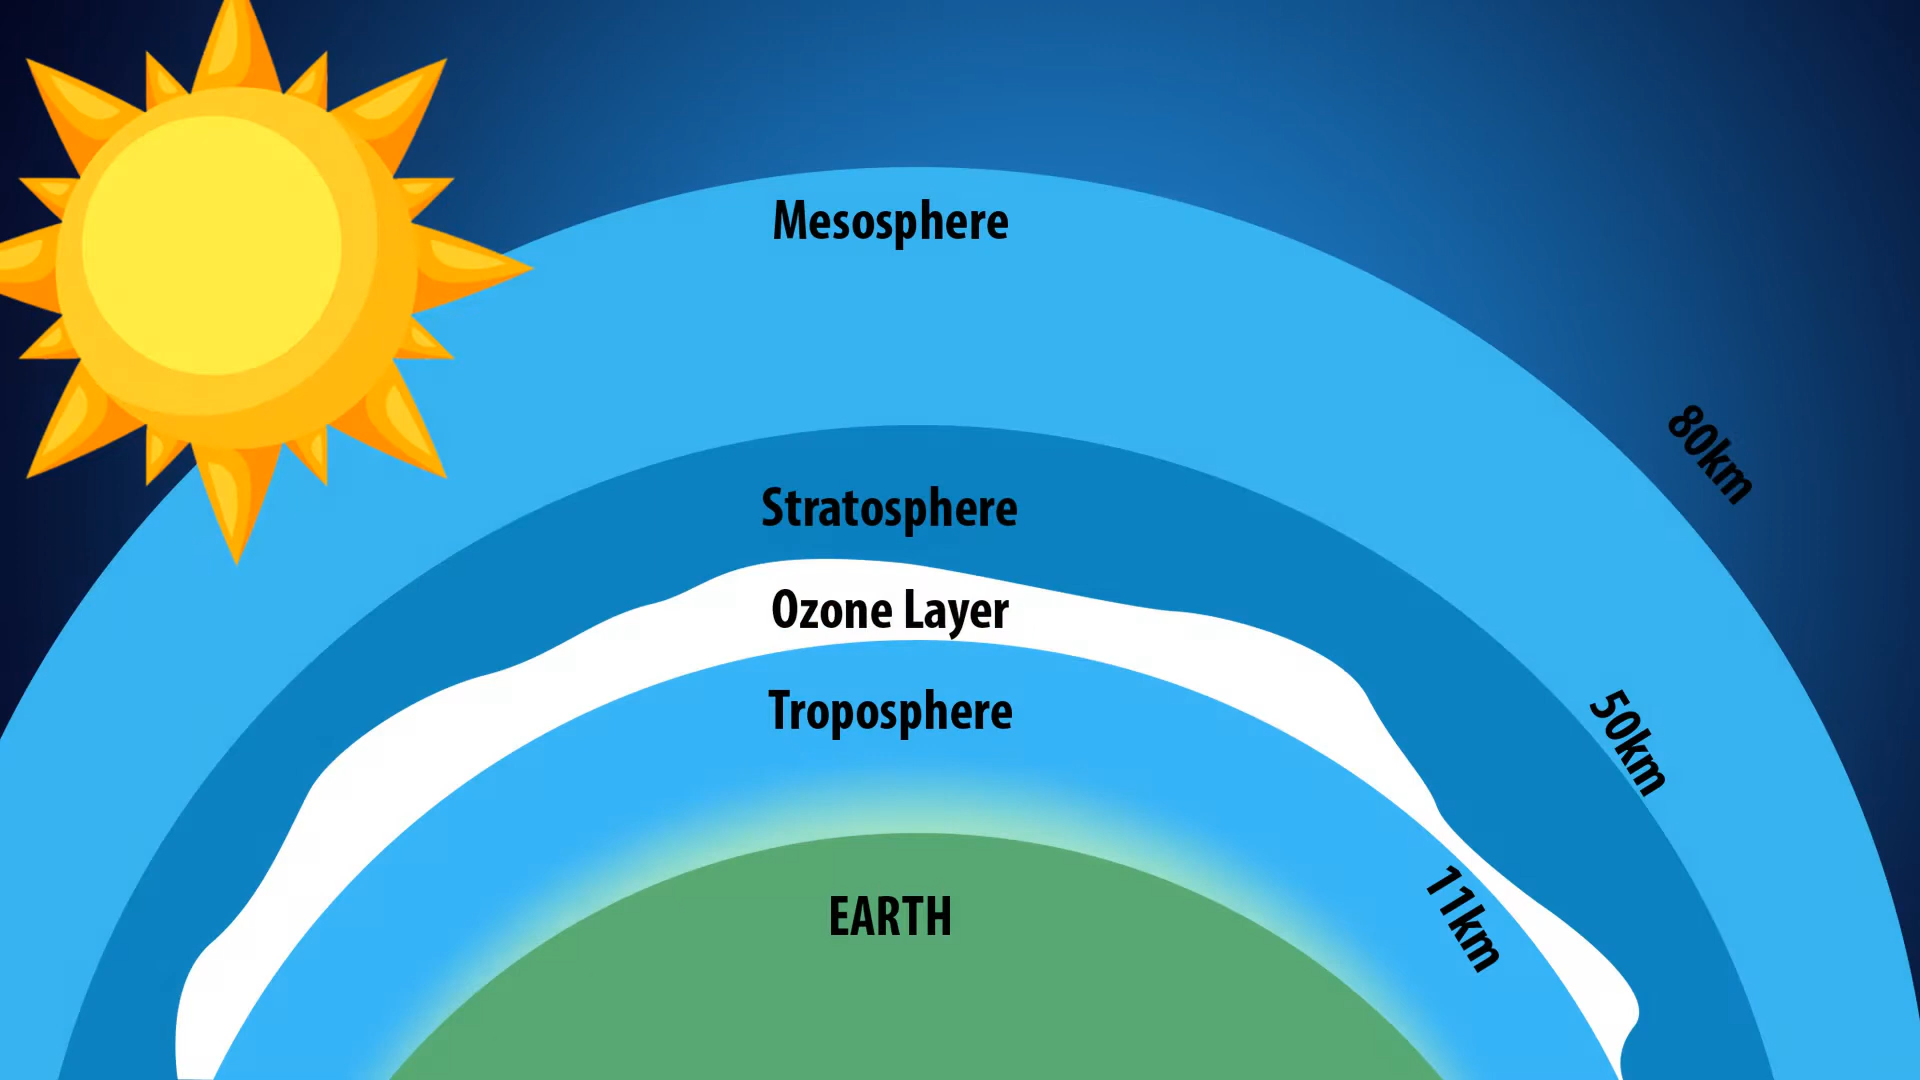 Mesosphere
80km
Stratosphere
Ozone Layer
50km
Troposphere
11km
EARTH